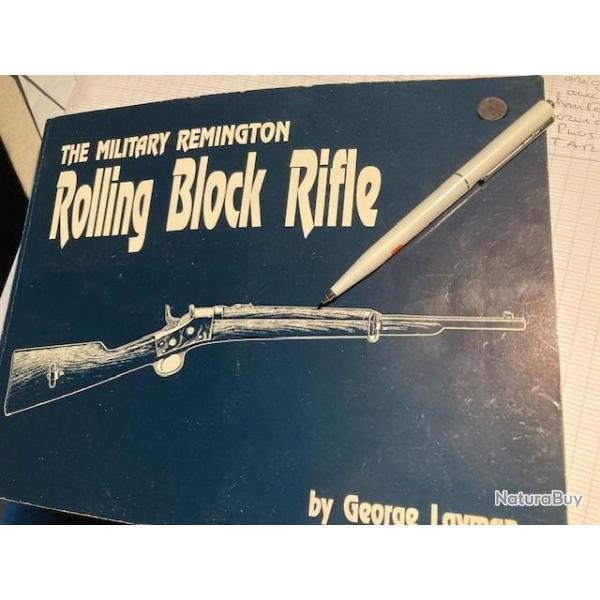 THE MILITARY REMINGTON
Rolling Block Rifle
by George Layman
NaturaBuy